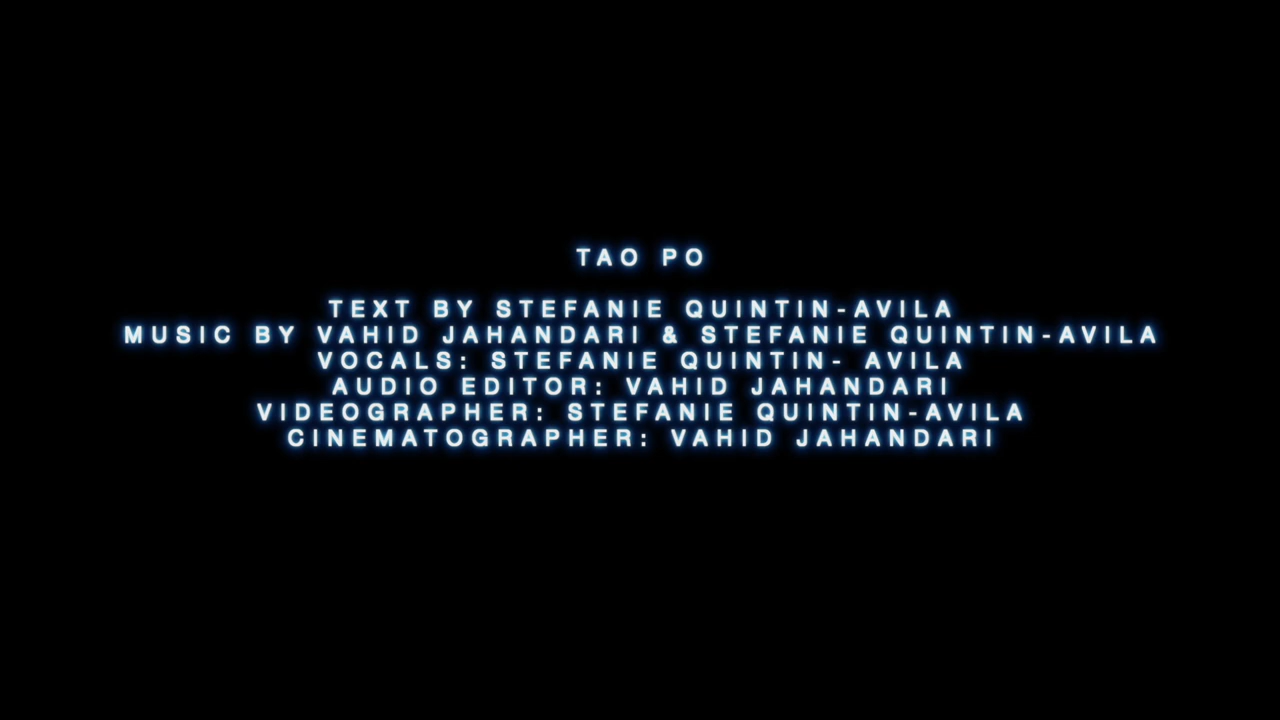 TAO PO
TEXT BY STEFANIE QUINTIN-AVILA
MUSIC BY VAHID JAHANDARI & STEFANIE QUINTIN-AVILA
VOCALS: STEFANIE QUINTIN- AVILA
AUDIO EDITOR: VAHID JAHANDARI
VIDEOGRAPHER: STEFANIE QUINTIN-AVILA
CINEMATOGRAPHER: VAHID JAHANDARI